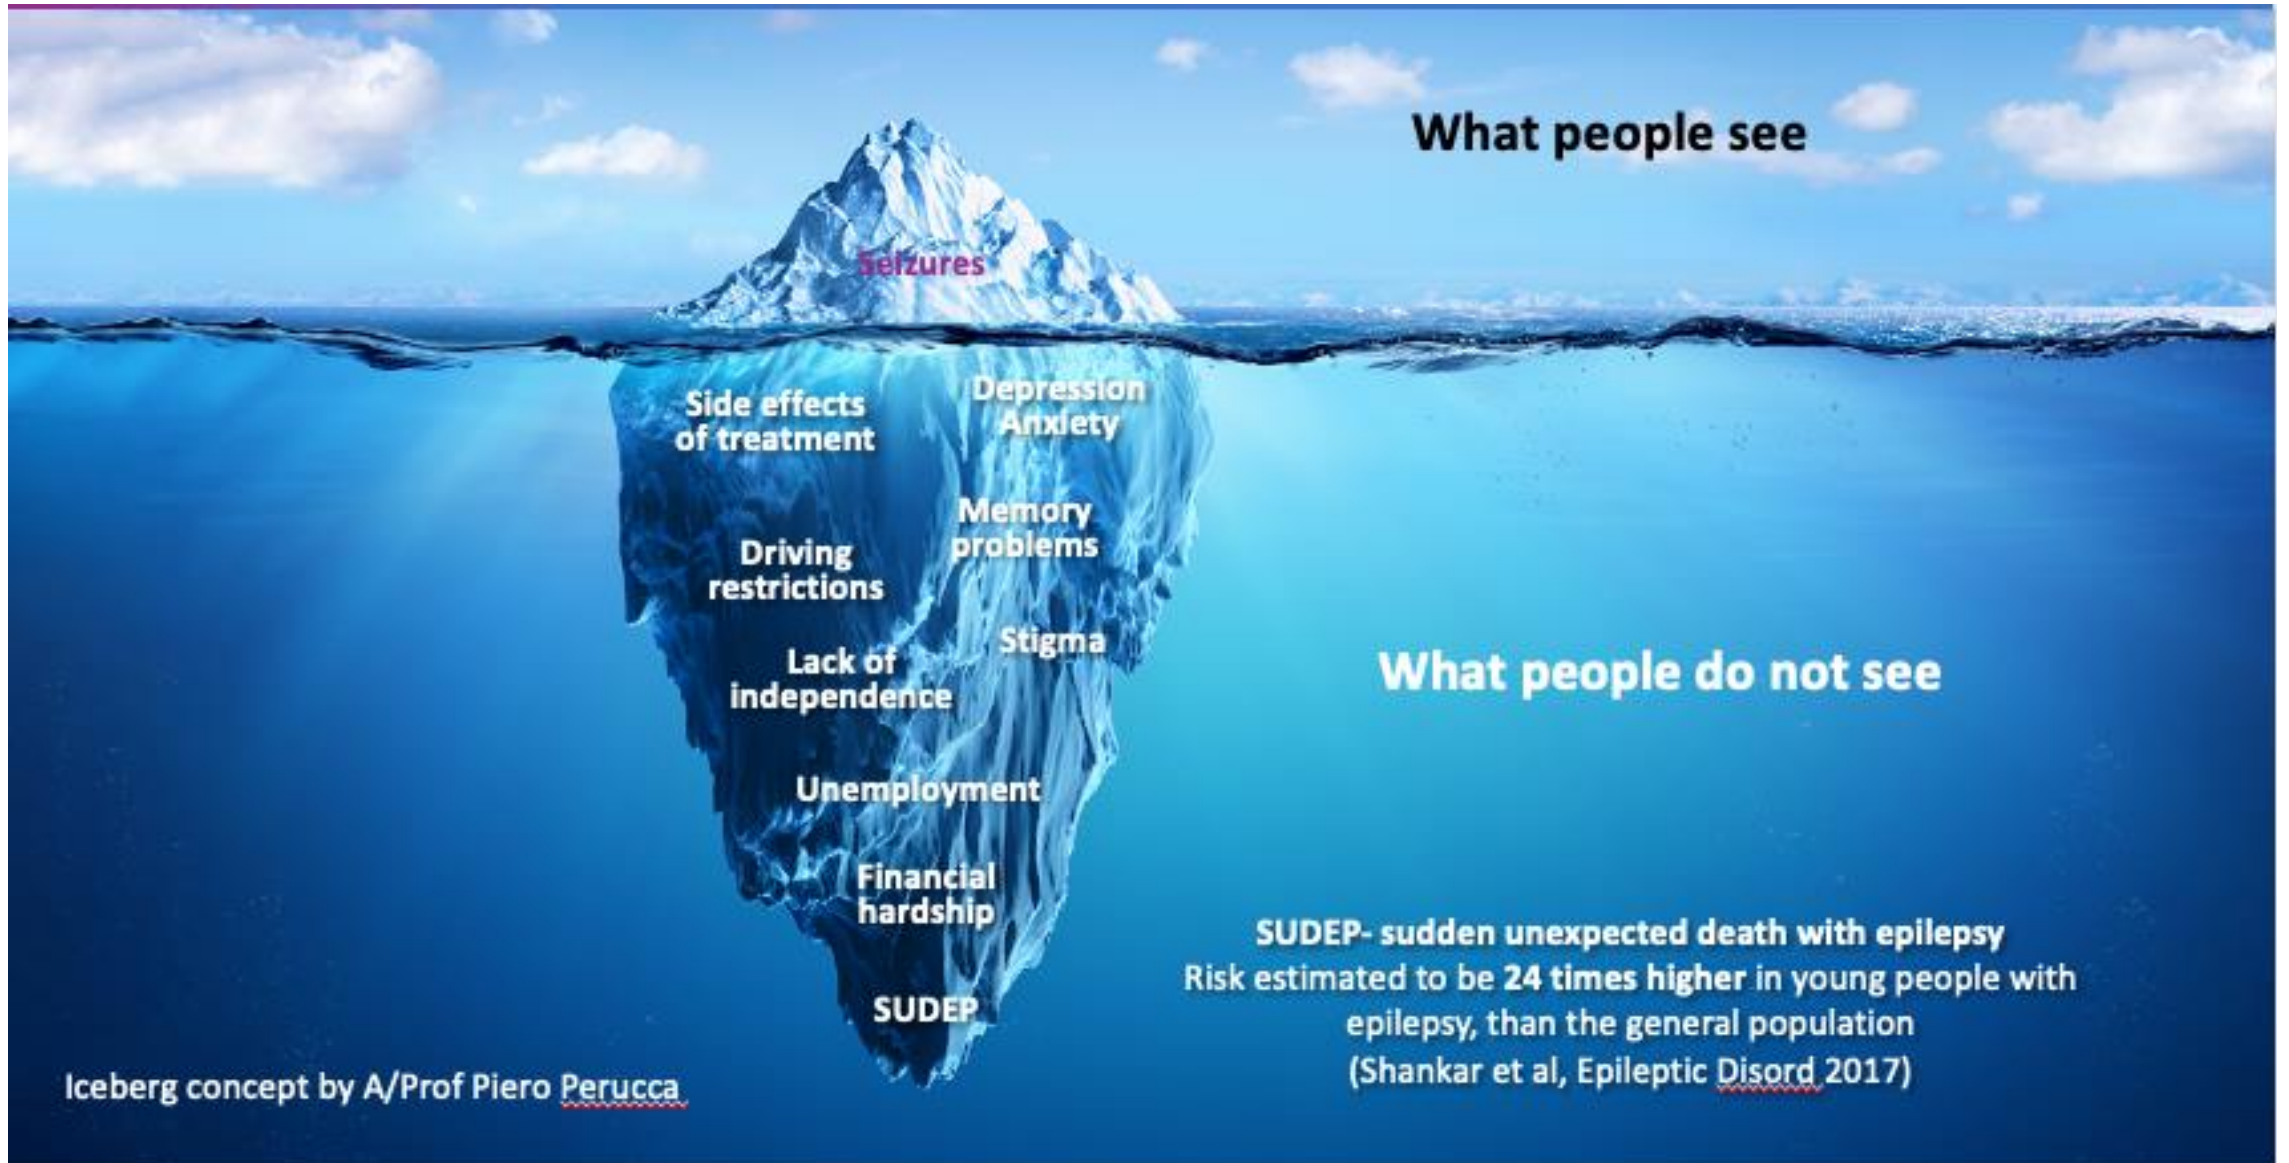 What people see
Seizures
Side effects
of treatment
Depression
Anxiety
Memory
problems
Driving
restrictions
Stigma
Lack of
independence
What people do not see
Unemployment
Financial
hardship
SUDEP
SUDEP- sudden unexpected death with epilepsy
Risk estimated to be 24 times higher in young people with
epilepsy, than the general population
(Shankar et al, Epileptic Disord 2017)
Iceberg concept by A/Prof Piero Perucca